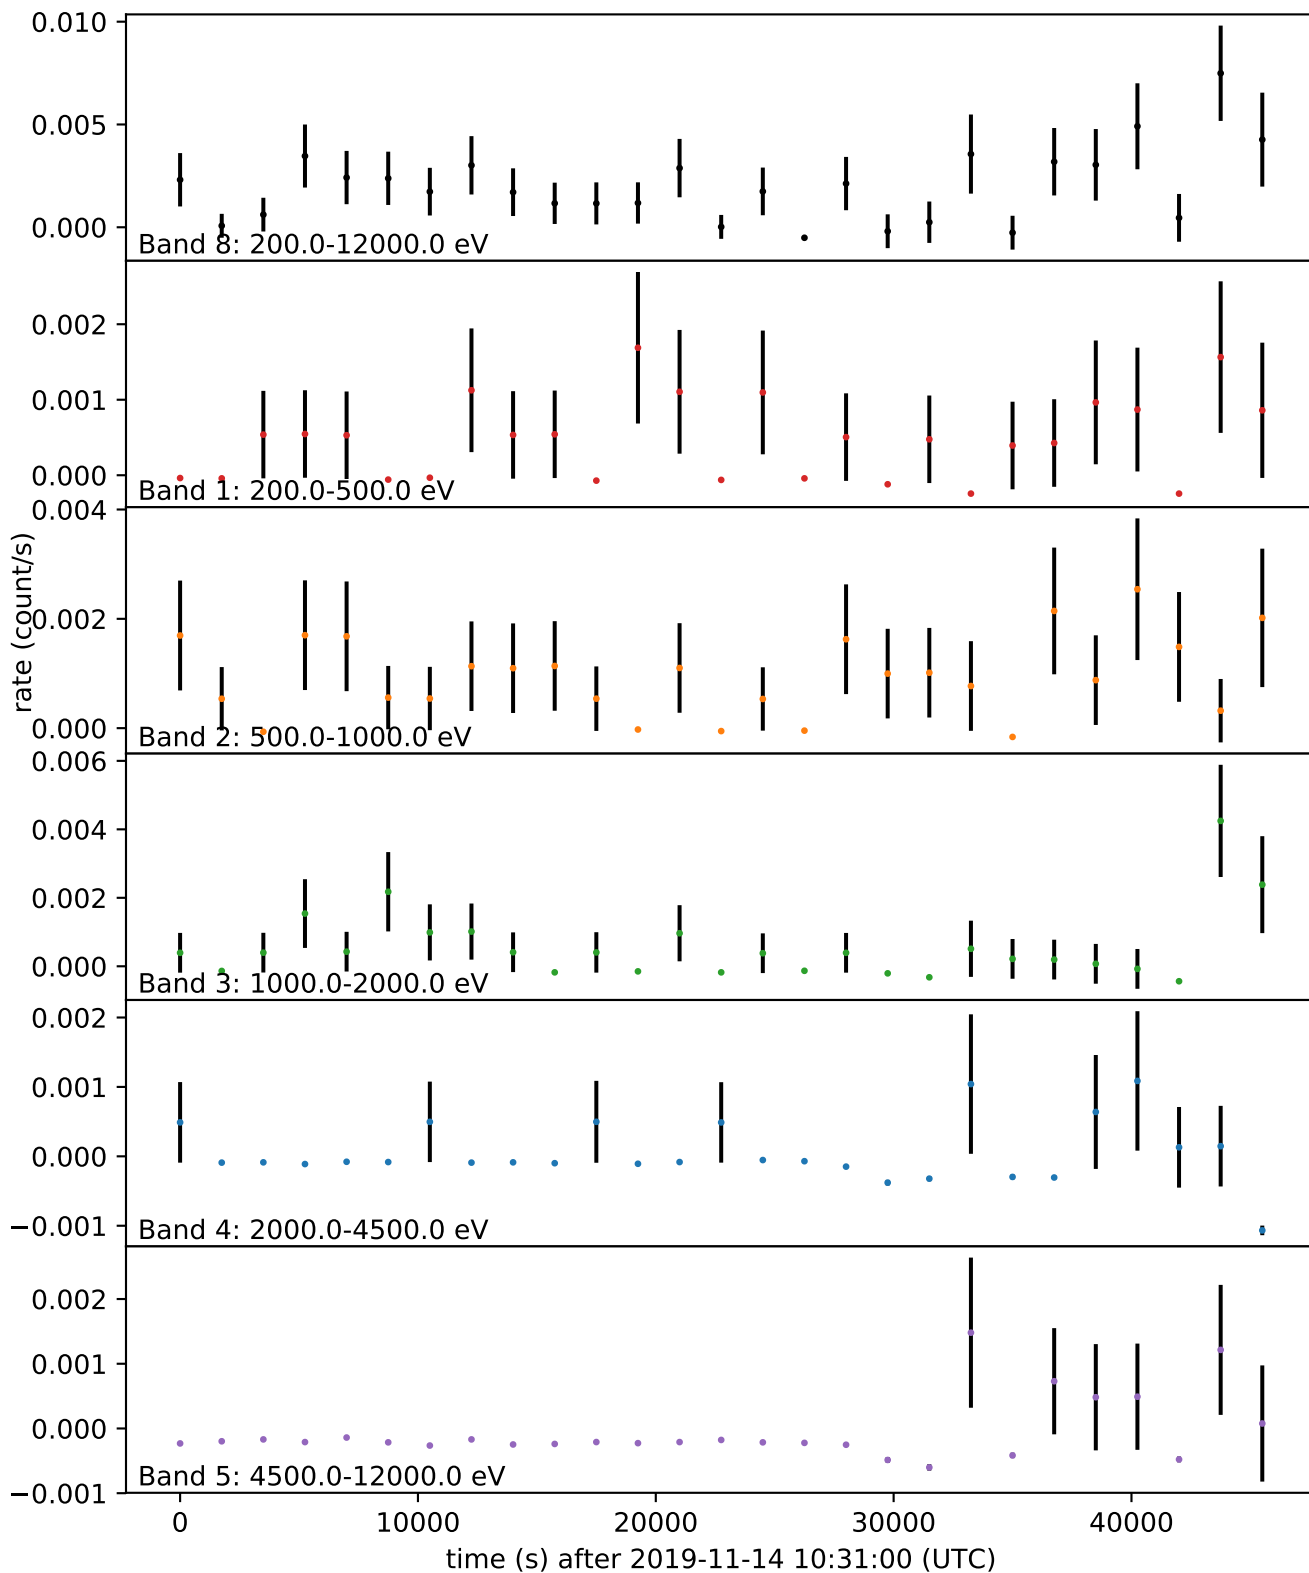 0.010
0.005
0.000
Band 8: 200.0-12000.0 eV
0.002
0.001
0.000
Band 1: 200.0-500.0 eV
rate (count/s)
0.004
0.002
0.000
Band 2: 500.0-1000.0 eV
0.006
0.004
0.002
0.000
Band 3: 1000.0-2000.0 eV
0.002
0.001
0.000
−0.001
Band 4: 2000.0-4500.0 eV
0.002
0.001
0.000
−0.001
Band 5: 4500.0-12000.0 eV
0 10000 20000 30000 40000
time (s) after 2019-11-14 10:31:00 (UTC)